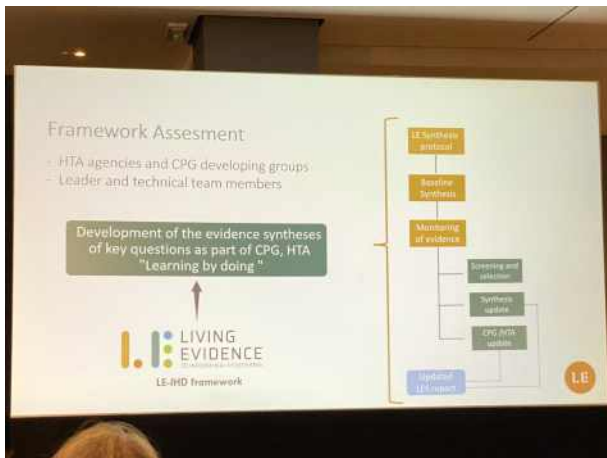 Framework Assesment
- HTA agencies and CPG developing groups
- Leader and technical team members
Development of the evidence syntheses
of key questions as part of CPG, HTA
"Learning by doing "
LIVING
EVIDENCE
LE-IHD framework
LE Synthesis
protocol
Baseline
Synthesis
Monitoring
of evidence
Screening and
selection
Synthesis
update
CPG /HTA
update
Updated
report
LE